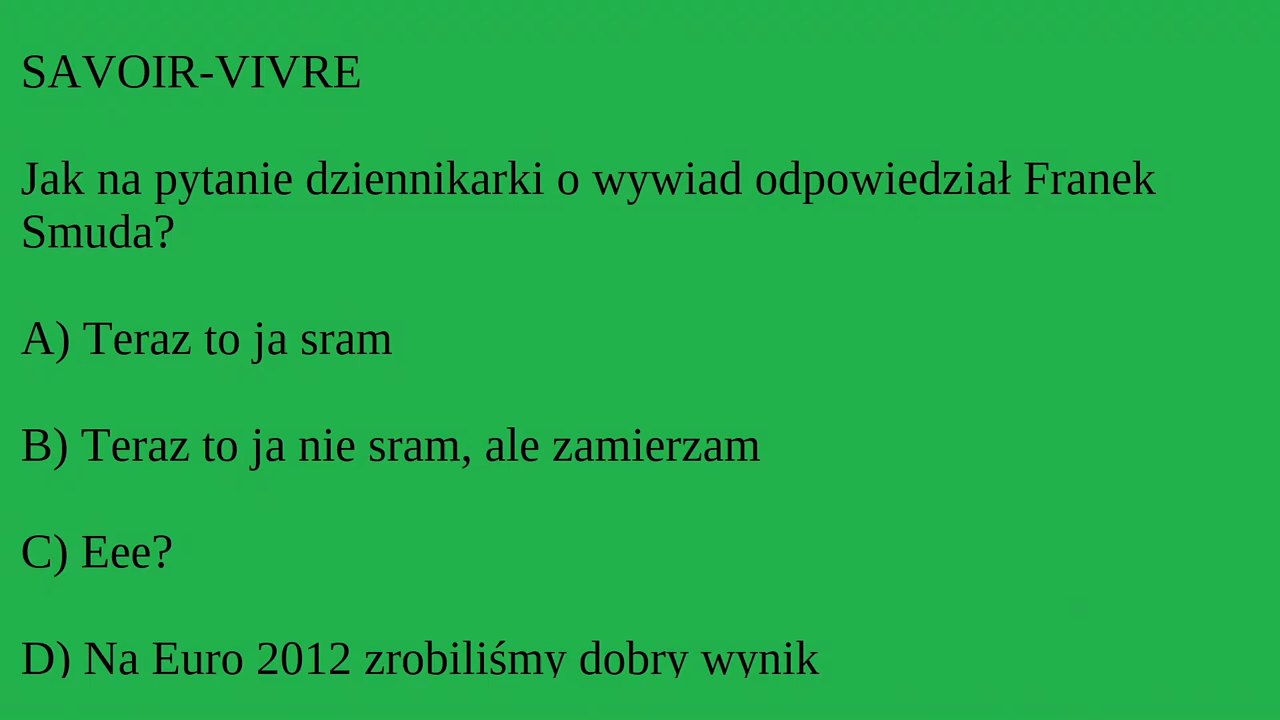 SAVOIR-VIVRE
Jak na pytanie dziennikarki o wywiad odpowiedział Franek
Smuda?
A) Teraz to ja sram
B) Teraz to ja nie sram, ale zamierzam
C) Eee?
D) Na Euro 2012 zrobiliśmy dobry wynik